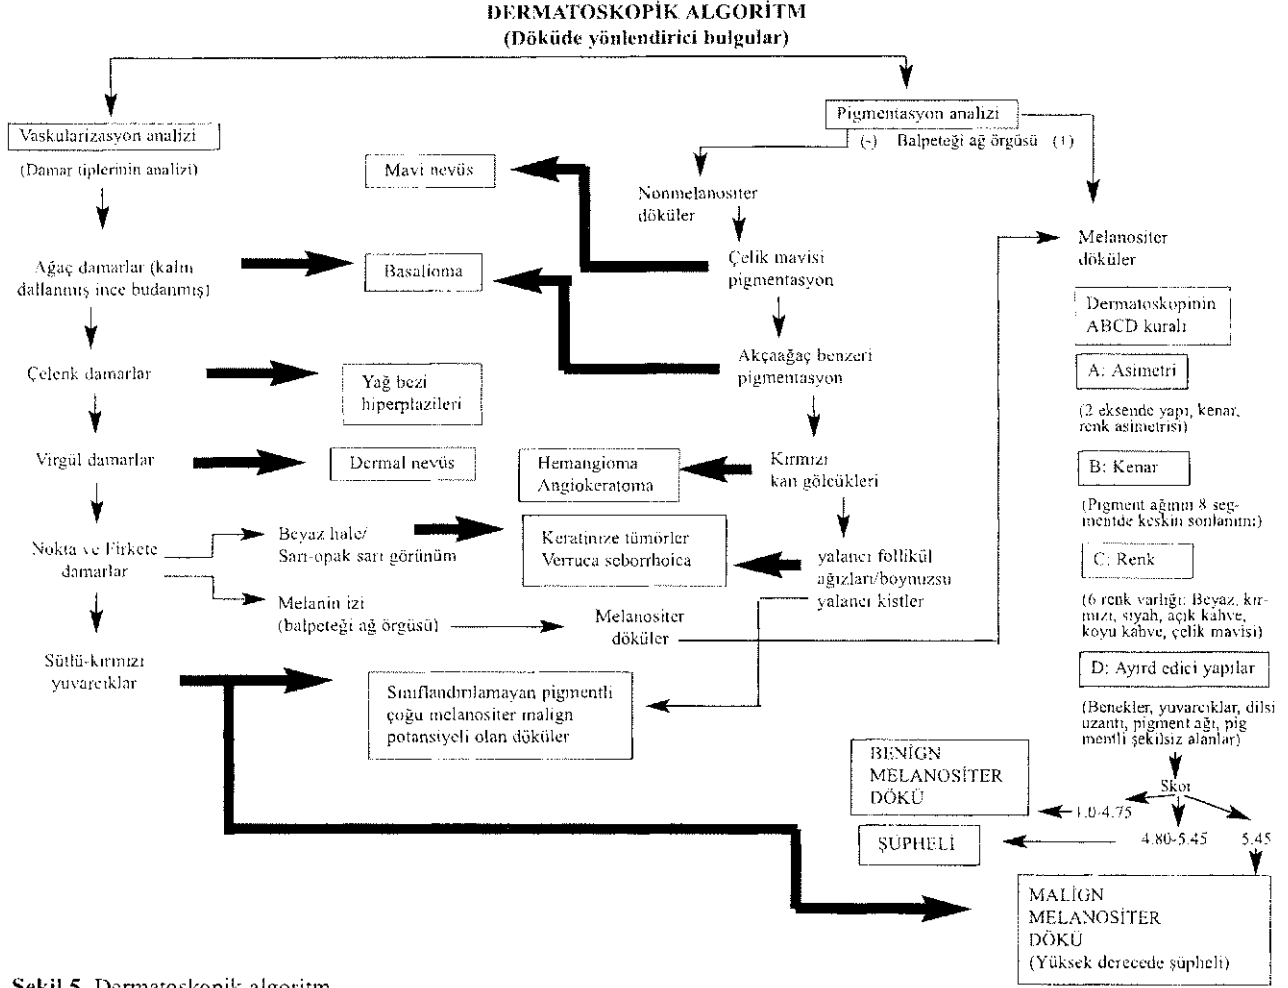 DERMATOSKOPİK ALGORİTM
(Döküde yönlendirici bulgular)
Vaskularizasyon analizi
(Damar tiplerinin analizi)
Ağaç damarlar (kalın
dallanmış ince budanmış)
Çelenk damarlar
Virgül damarlar
Nokta ve Firkete
damarlar
Sütlü-kırmızı
yuvarcıklar
Mavi nevüs
Basalioma
Yağ bezi
hiperplazileri
Dermal nevüs
Beyaz hale/
Sarı-opak sarı görünüm
Melanin izi
(balpeteği ağ örgüsü)
Melanositer
döküler
Hemangioma
Angiokeratoma
Keratinize tümörler
Verruca seborrhoica
Sınıflandırılamayan pigmentli
çoğu melanositer malign
potansiyeli olan döküler
Pigmentasyon analizi
(-) Balpeteği ağ örgüsü (+)
Nonmelanositer
döküler
Çelik mavisi
pigmentasyon
Akçaağaç benzeri
pigmentasyon
Kırmızı
kan gölcükleri
yalancı follikül
ağızları/boynuzsu
yalancı kistler
Melanositer
döküler
Dermatoskopinin
ABCD kuralı
A: Asimetri
(2 eksende yapı, kenar,
renk asimetrisi)
B: Kenar
(Pigment ağının 8 seg-
mentde keskin sonlanımı)
C: Renk
(6 renk varlığı: Beyaz, kır-
mızı, siyah, açık kahve,
koyu kahve, çelik mavisi)
D: Ayırd edici yapılar
(Benekler, yuvarcıklar, dilsi
uzantı, pigment ağı, pig
mentli şekilsiz alanlar)
Skor
1.0-4.75
4.80-5.45
5.45
BENİGN
MELANOSİTER
DÖKÜ
ŞÜPHELİ
MALİGN
MELANOSİTER
DÖKÜ
(Yüksek derecede şüpheli)
Şekil 5. Dermatoskopik algoritm